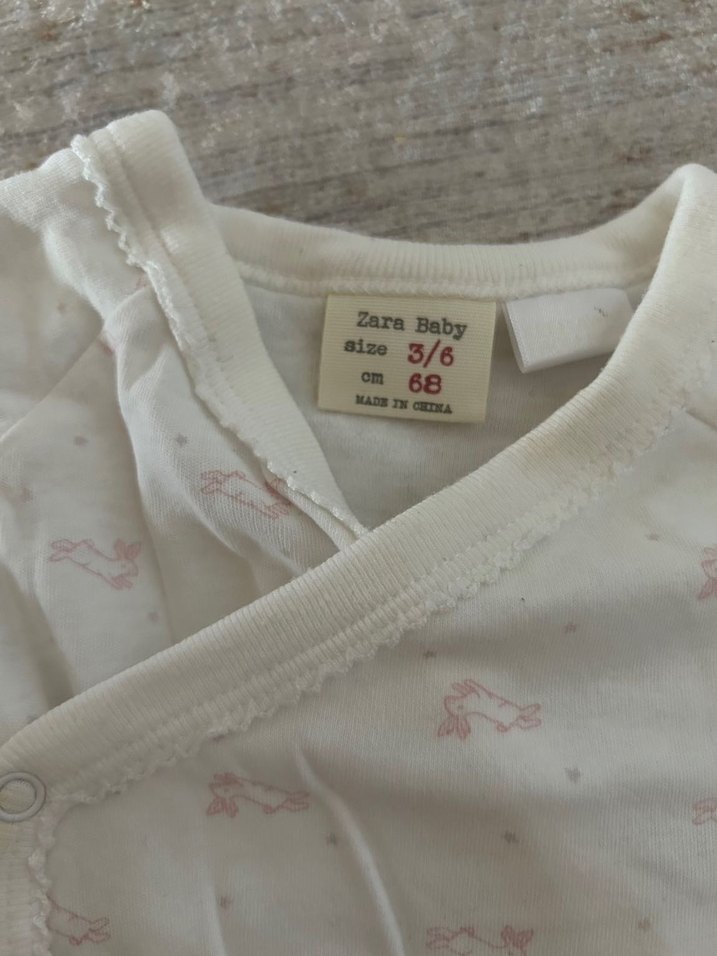 Zara Baby
size 3/6
cm 68
MADE IN CHINA